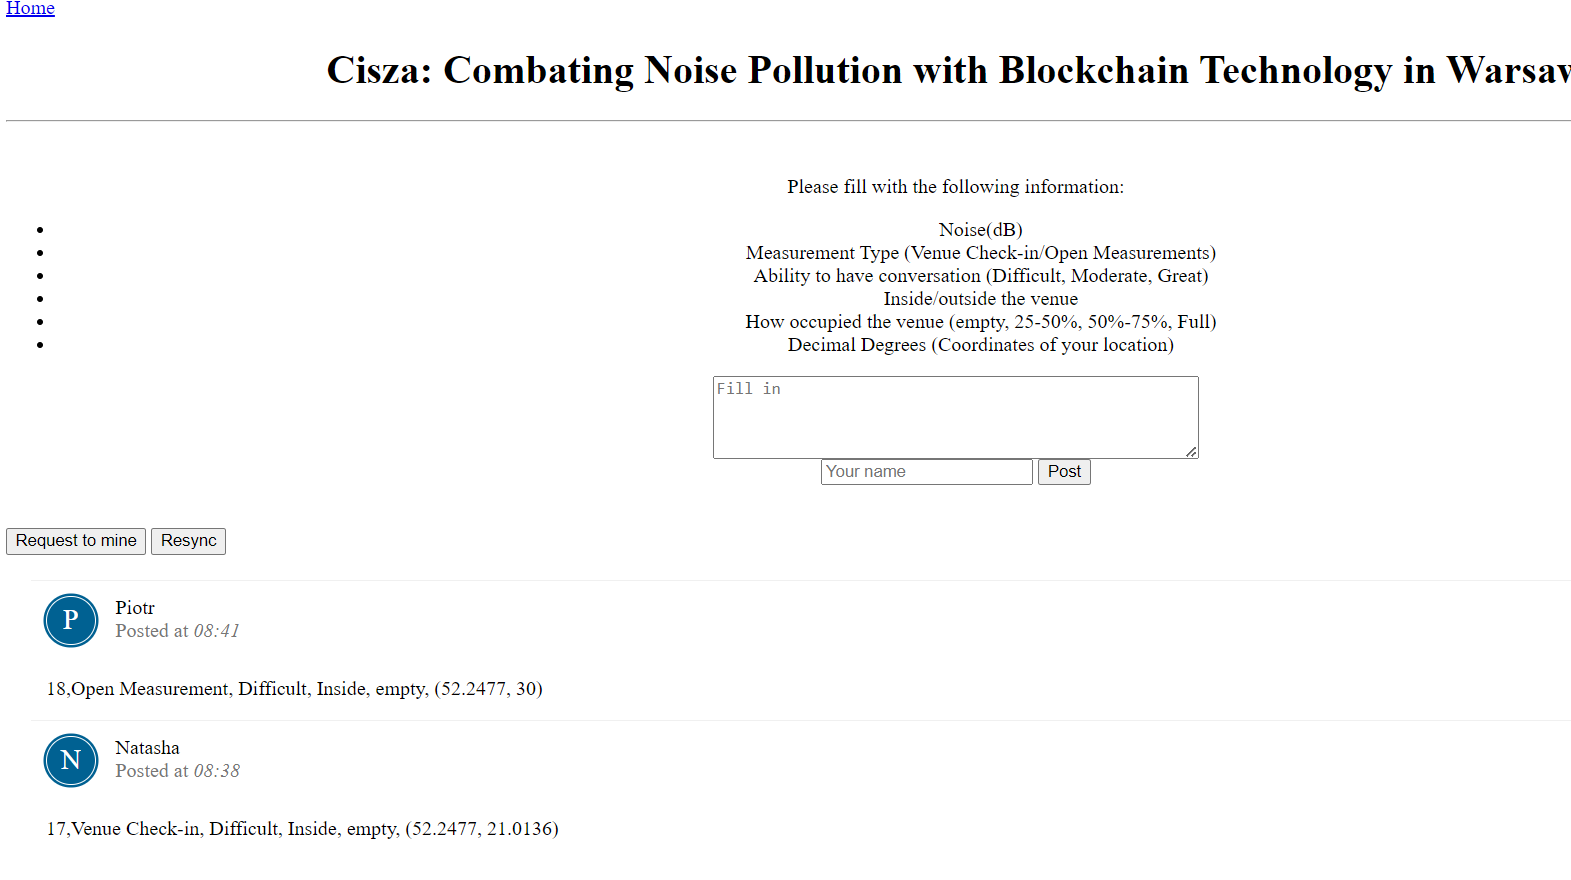 Home
Cisza: Combating Noise Pollution with Blockchain Technology in Warsaw
Please fill with the following information:
Noise(dB)
Measurement Type (Venue Check-in/Open Measurements)
Ability to have conversation (Difficult, Moderate, Great)
Inside/outside the venue
How occupied the venue (empty, 25-50%, 50%-75%, Full)
Decimal Degrees (Coordinates of your location)
Fill in
Your name Post
Request to mine Resync
P
Piotr
Posted at 08:41
18,Open Measurement, Difficult, Inside, empty, (52.2477, 30)
N
Natasha
Posted at 08:38
17,Venue Check-in, Difficult, Inside, empty, (52.2477, 21.0136)